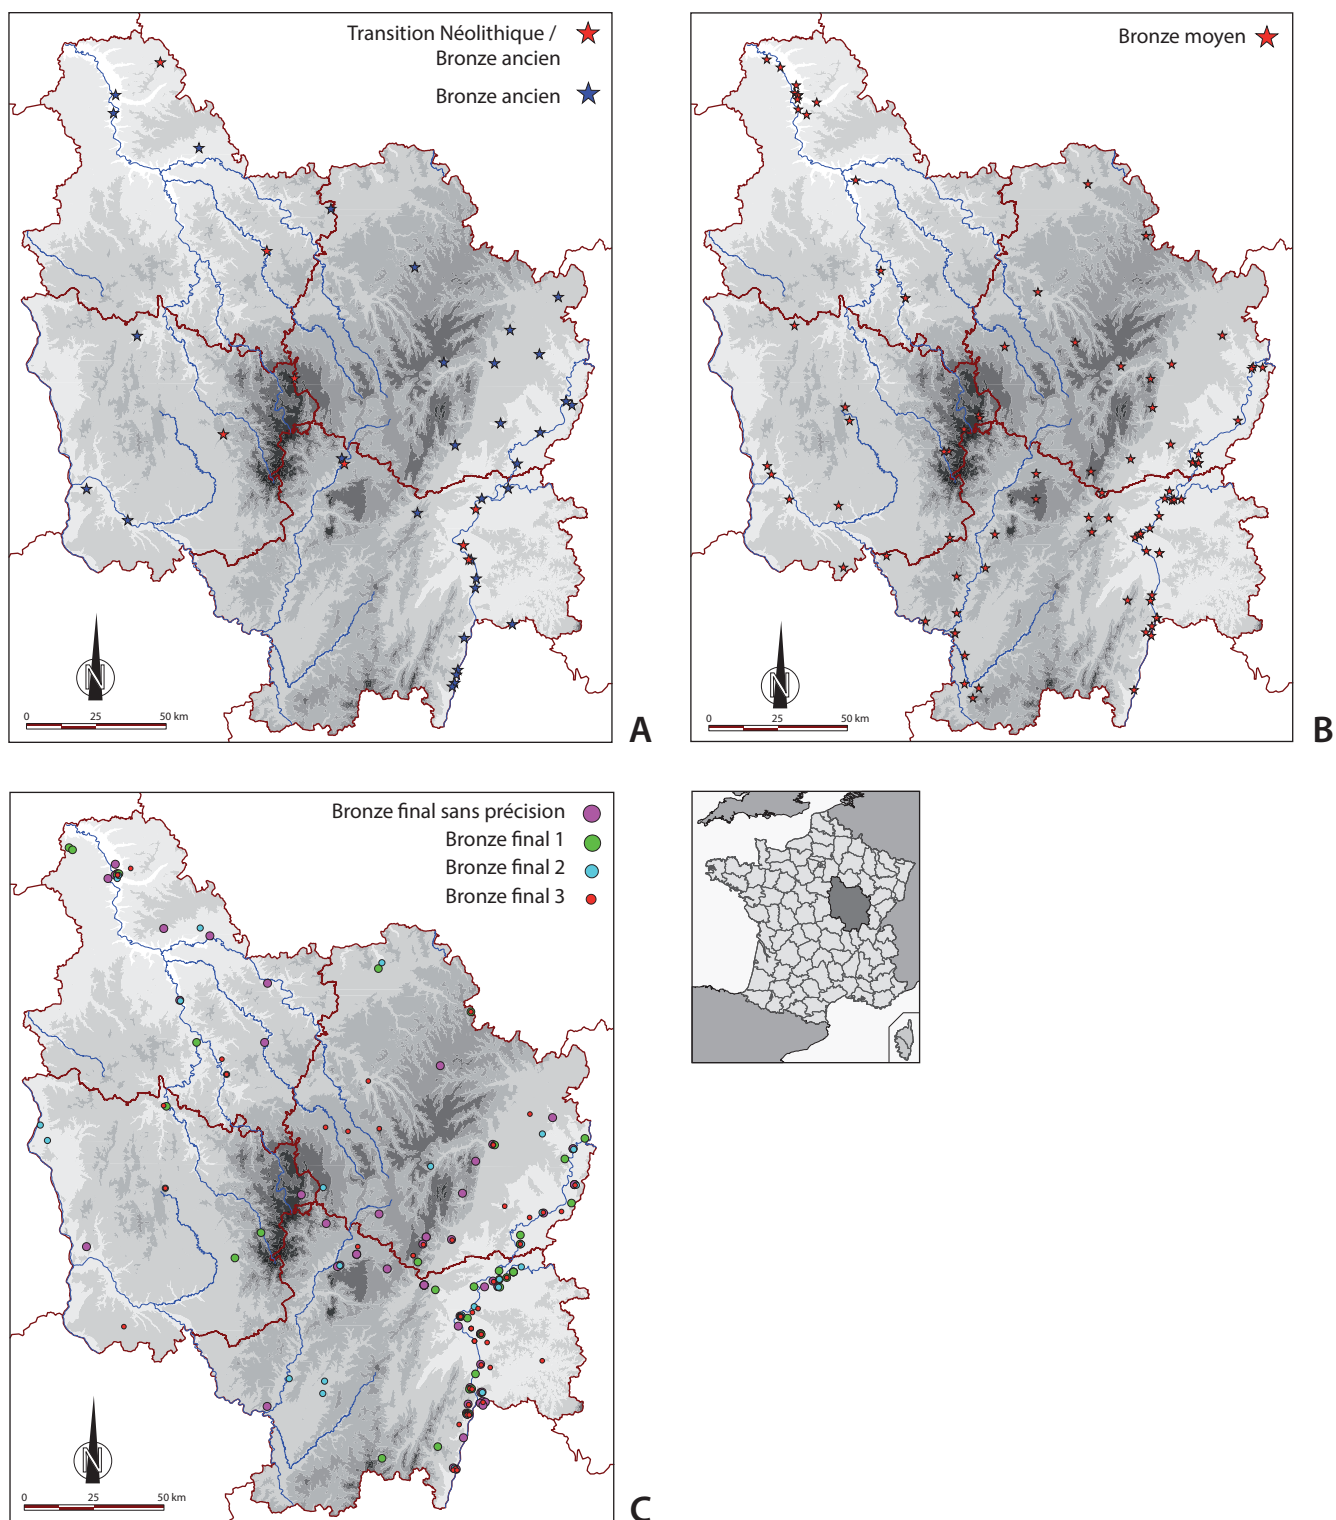 Transition Néolithique /
Bronze ancien
Bronze ancien
N
0 25 50 km
A
Bronze moyen
N
0 25 50 km
B
Bronze final sans précision
Bronze final 1
Bronze final 2
Bronze final 3
N
0 25 50 km
C